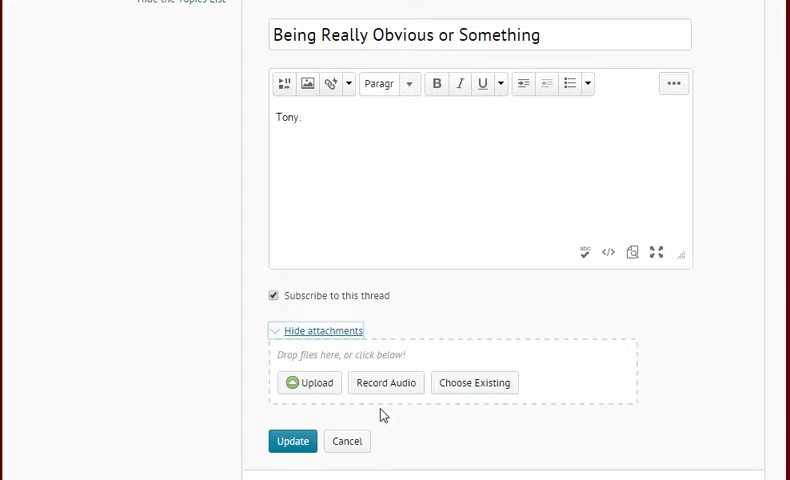 Hide the Topics List
Being Really Obvious or Something
Paragr B I U
Tony.
abc
Subscribe to this thread
Hide attachments
Drop files here, or click below!
Upload Record Audio Choose Existing
Update Cancel